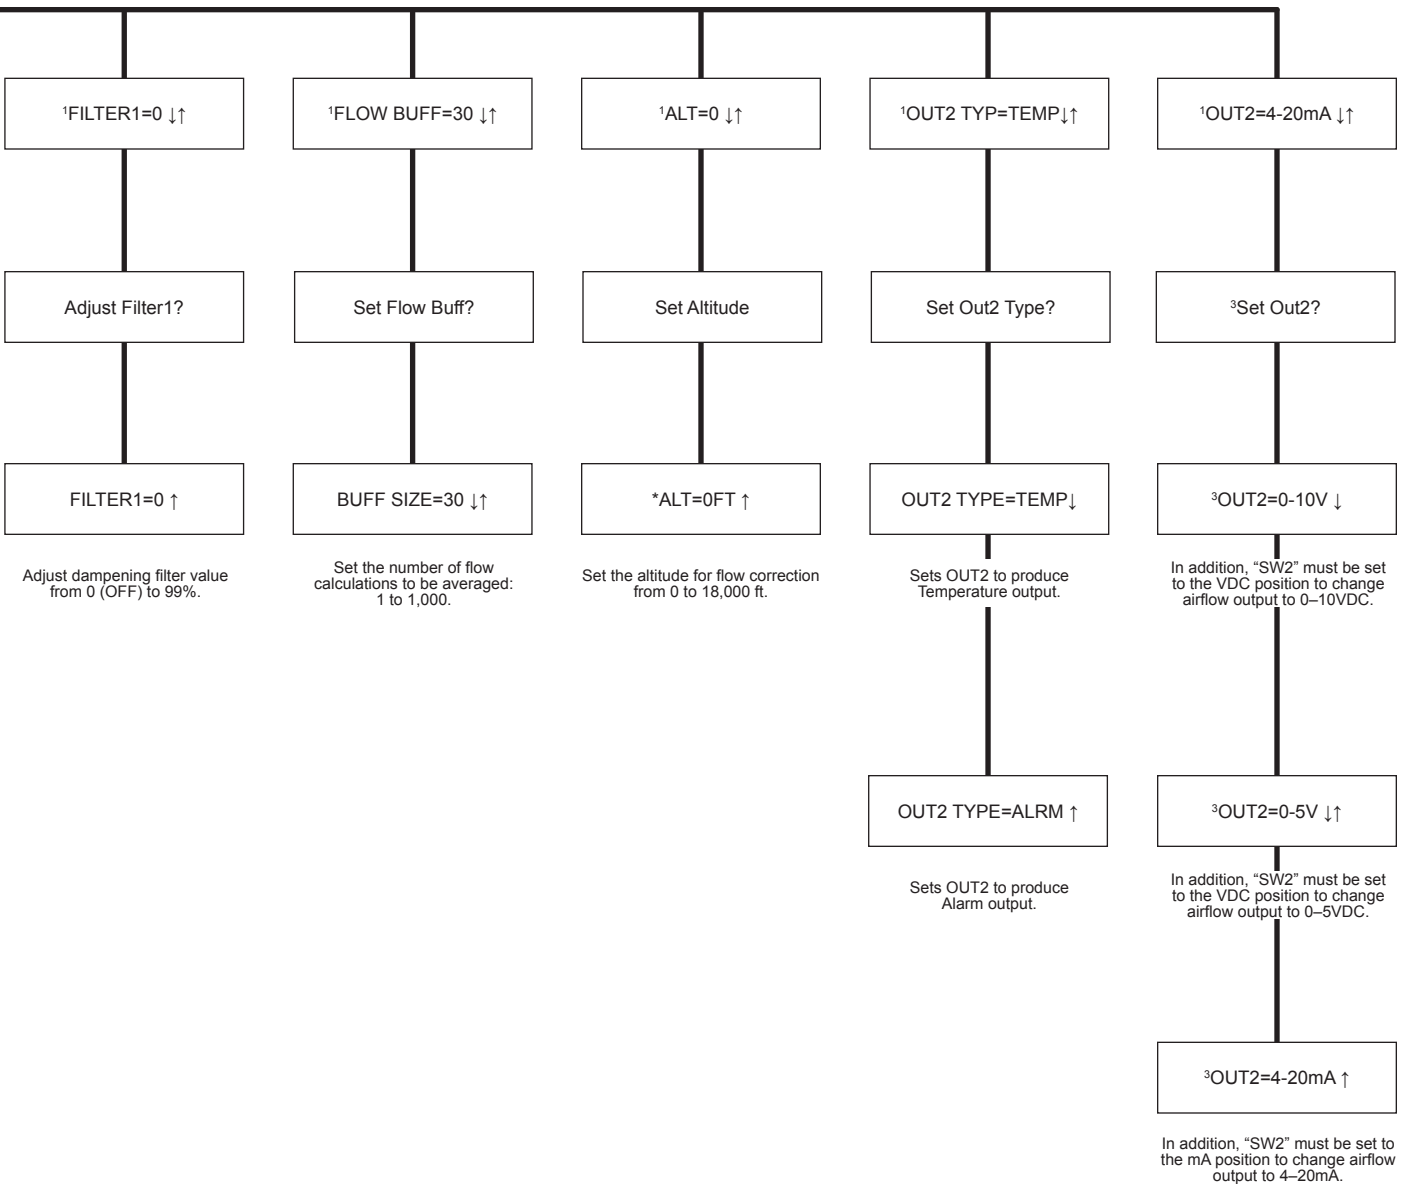 ¹FILTER1=0 ↓↑
¹FLOW BUFF=30 ↓↑
¹ALT=0 ↓↑
¹OUT2 TYP=TEMP↓↑
¹OUT2=4-20mA ↓↑
Adjust Filter1?
Set Flow Buff?
Set Altitude
Set Out2 Type?
³Set Out2?
FILTER1=0 ↑
BUFF SIZE=30 ↓↑
*ALT=0FT ↑
OUT2 TYPE=TEMP↓
³OUT2=0-10V ↓
Adjust dampening filter value
from 0 (OFF) to 99%.
Set the number of flow
calculations to be averaged:
1 to 1,000.
Set the altitude for flow correction
from 0 to 18,000 ft.
Sets OUT2 to produce
Temperature output.
In addition, “SW2” must be set
to the VDC position to change
airflow output to 0–10VDC.
OUT2 TYPE=ALRM ↑
³OUT2=0-5V ↓↑
Sets OUT2 to produce
Alarm output.
In addition, “SW2” must be set
to the VDC position to change
airflow output to 0–5VDC.
³OUT2=4-20mA ↑
In addition, “SW2” must be set to
the mA position to change airflow
output to 4–20mA.